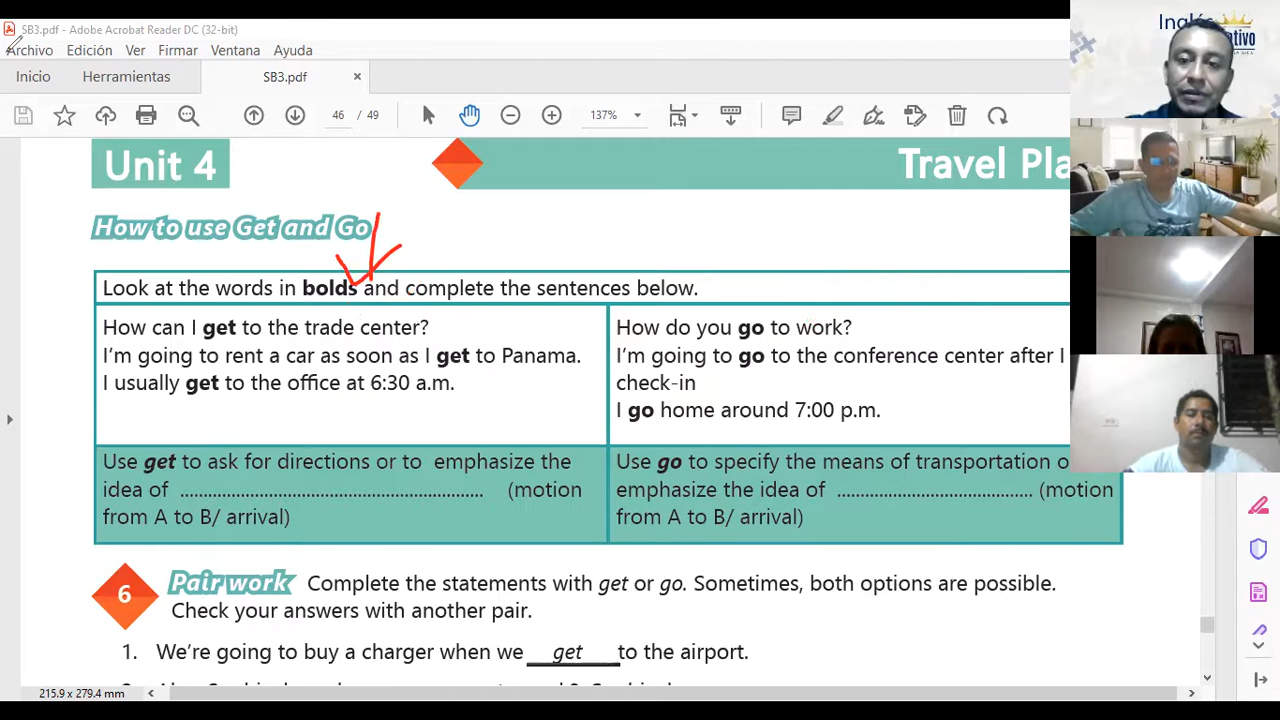 SB3.pdf - Adobe Acrobat Reader DC (32-bit)
Archivo Edición Ver Firmar Ventana Ayuda
Inicio Herramientas SB3.pdf ×
46 / 49 137%
Inglés
ativo
Unit 4
Travel Pla
How to use Get and Go
Look at the words in bolds and complete the sentences below.
How can I get to the trade center?
I'm going to rent a car as soon as I get to Panama.
I usually get to the office at 6:30 a.m.
How do you go to work?
I'm going to go to the conference center after I
check-in
I go home around 7:00 p.m.
Use get to ask for directions or to emphasize the
idea of ...................................................... (motion
from A to B/ arrival)
Use go to specify the means of transportation o
emphasize the idea of ................................... (motion
from A to B/ arrival)
6 Pair work Complete the statements with get or go. Sometimes, both options are possible.
Check your answers with another pair.
1. We're going to buy a charger when we get to the airport.
215.9 x 279.4 mm